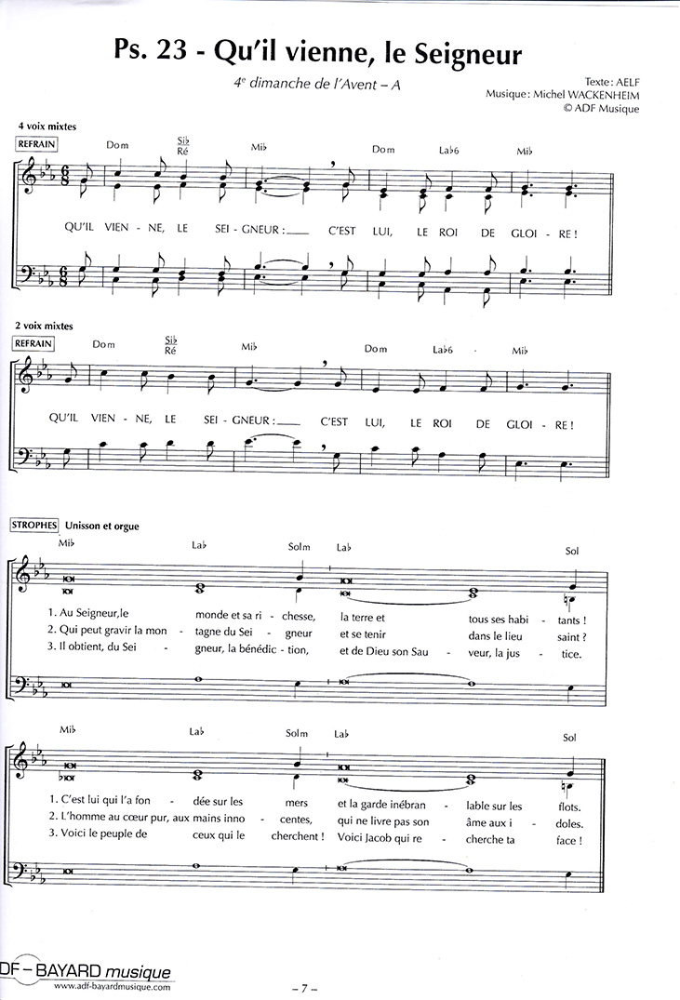 Ps. 23 - Qu'il vienne, le Seigneur
4e dimanche de l'Avent – A
Texte : AELF
Musique : Michel WACKENHEIM
© ADF Musique
4 voix mixtes
REFRAIN
Dom Si♭ Mi♭ Dom La♭6 Mi♭
Ré
QU'IL VIEN - NE, LE SEI - GNEUR :___ C'EST LUI, LE ROI DE GLOI - RE !
2 voix mixtes
REFRAIN
Dom Si♭ Mi♭ Dom La♭6 Mi♭
Ré
QU'IL VIEN - NE, LE SEI - GNEUR :___ C'EST LUI, LE ROI DE GLOI - RE !
STROPHES Unisson et orgue
Mi♭ La♭ Solm La♭ Sol
1. Au Seigneur,le monde et sa ri - chesse, la terre et tous ses habi - tants !
2. Qui peut gravir la mon - tagne du Sei - gneur et se tenir dans le lieu saint ?
3. Il obtient, du Sei - gneur, la bénédic - tion, et de Dieu son Sau - veur, la jus - tice.
Mi♭ La♭ Solm La♭ Sol
1. C'est lui qui l'a fon - dée sur les mers et la garde inébran - lable sur les flots.
2. L'homme au cœur pur, aux mains inno - centes, qui ne livre pas son âme aux i - doles.
3. Voici le peuple de ceux qui le cherchent ! Voici Jacob qui re - cherche ta face !
DF – BAYARD musique
www.adf-bayardmusique.com
– 7 –